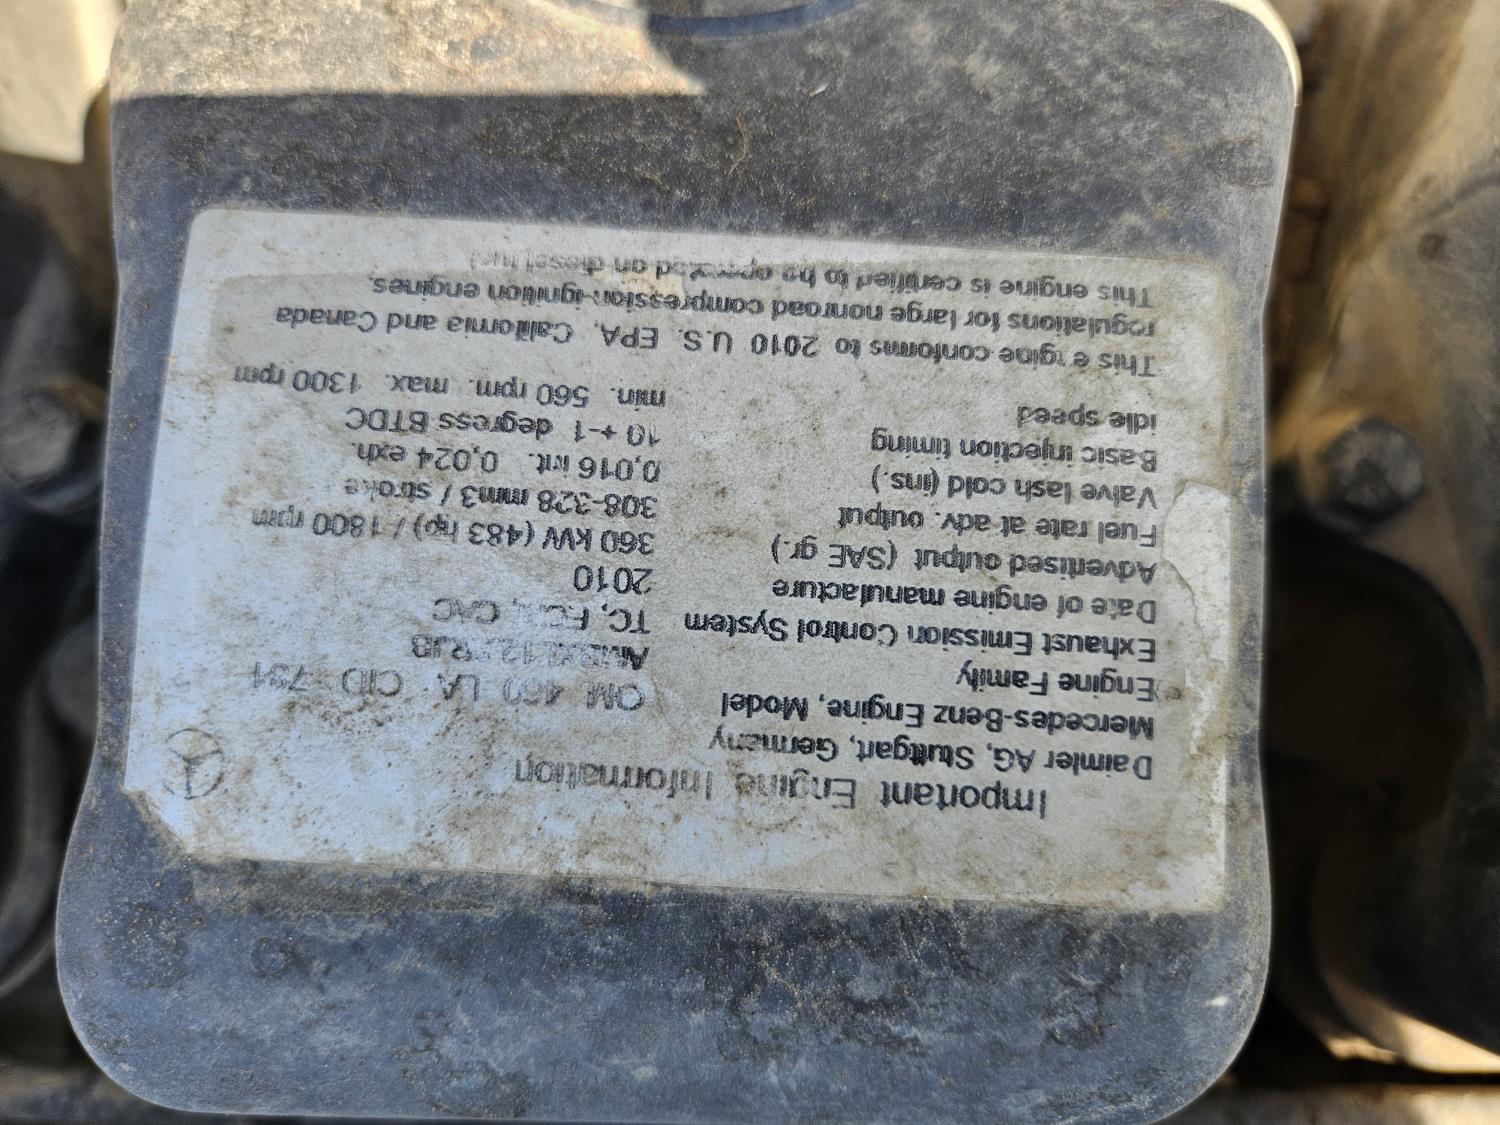 Important Engine Information
Daimler AG, Stuttgart, Germany
Mercedes-Benz Engine, Model OM 460 LA CID 781
Engine Family
Exhaust Emission Control System TC, CAC
Date of engine manufacture 2010
Advertised output (SAE gr.) 360 kW (483 hp) / 1800 rpm
Fuel rate at adv. output 308-328 mm3 / stroke
Valve lash cold (ins.) 0,016 int. 0,024 exh.
Basic injection timing 10 +-1 degress BTDC
idle speed min. 560 rpm. max. 1300 rpm
This engine conforms to 2010 U.S. EPA, California and Canada
regulations for large nonroad compression-ignition engines.
This engine is certified to be operated on diesel fuel